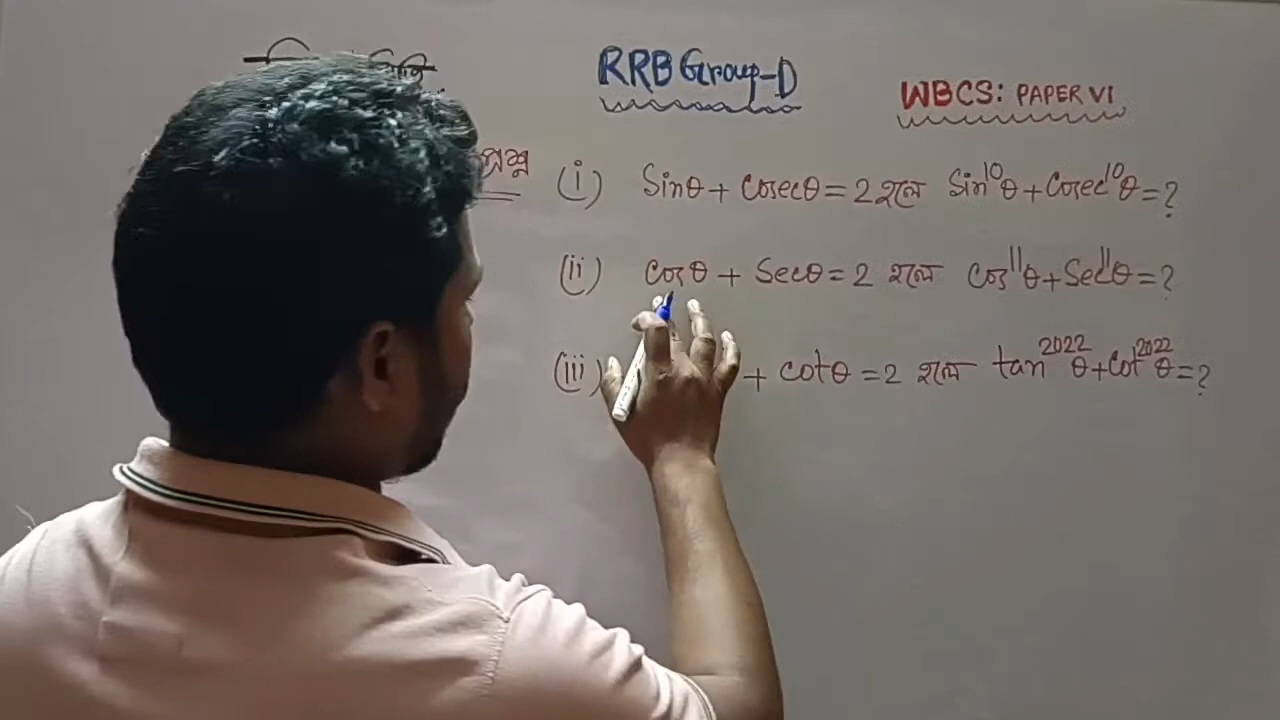 RRB Group-D
WBCS: PAPER VI
প্রশ্ন
(i) Sinθ + Cosecθ = 2 হলে Sin¹⁰θ + Cosec¹⁰θ = ?
(ii) Cosθ + Secθ = 2 হলে Cos¹¹θ + Sec¹¹θ = ?
(iii) + Cotθ = 2 হলে tan²⁰²²θ + Cot²⁰²²θ = ?